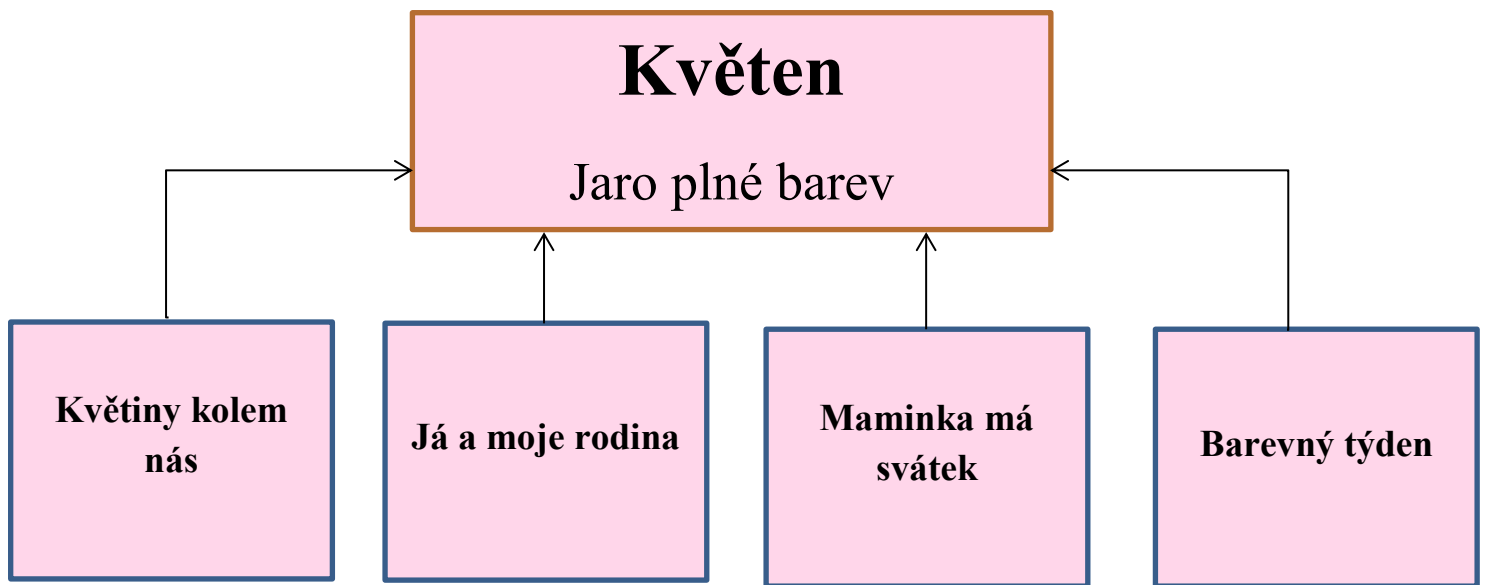 Květen
Jaro plné barev
Květiny kolem
nás
Já a moje rodina
Maminka má
svátek
Barevný týden